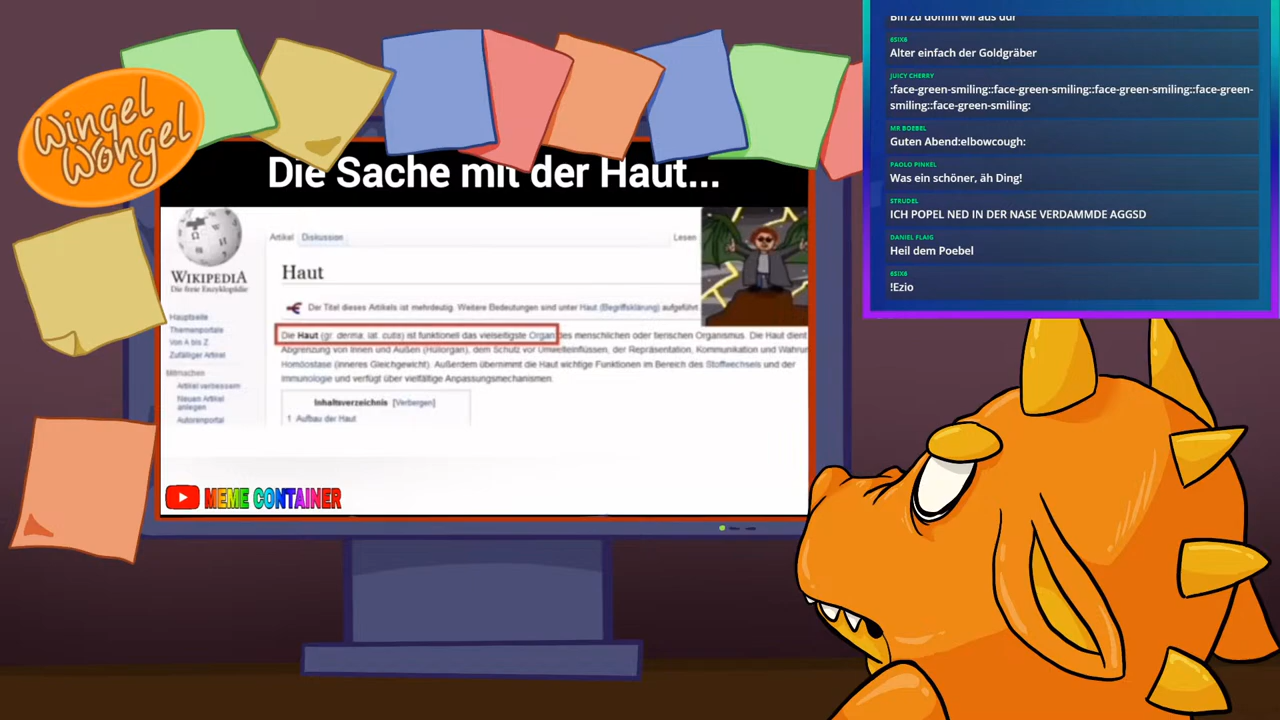 Wingel
Wongel
Die Sache mit der Haut...
WIKIPEDIA
Die freie Enzyklopädie
Hauptseite
Themenportale
Von A bis Z
Zufälliger Artikel
Mitmachen
Artikel verbessern
Neuen Artikel
anlegen
Autorenportal
Artikel Diskussion Lesen
Haut
Der Titel dieses Artikels ist mehrdeutig. Weitere Bedeutungen sind unter Haut (Begriffsklärung) aufgeführt
Die Haut (gr. derma; lat. cutis) ist funktionell das vielseitigste Organ des menschlichen oder tierischen Organismus. Die Haut dient
Abgrenzung von Innen und Außen (Hüllorgan), dem Schutz vor Umwelteinflüssen, der Repräsentation, Kommunikation und Wahrun
Homöostase (inneres Gleichgewicht). Außerdem übernimmt die Haut wichtige Funktionen im Bereich des Stoffwechsels und der
Immunologie und verfügt über vielfältige Anpassungsmechanismen.
Inhaltsverzeichnis [Verbergen]
1 Aufbau der Haut
MEME CONTAINER
Bin zu domm wil aus dur
6SIX6
Alter einfach der Goldgräber
JUICY CHERRY
:face-green-smiling::face-green-smiling::face-green-smiling::face-green-
smiling::face-green-smiling:
MR BOEBEL
Guten Abend:elbowcough:
PAOLO PINKEL
Was ein schöner, äh Ding!
STRUDEL
ICH POPEL NED IN DER NASE VERDAMMDE AGGSD
DANIEL FLAIG
Heil dem Poebel
6SIX6
!Ezio